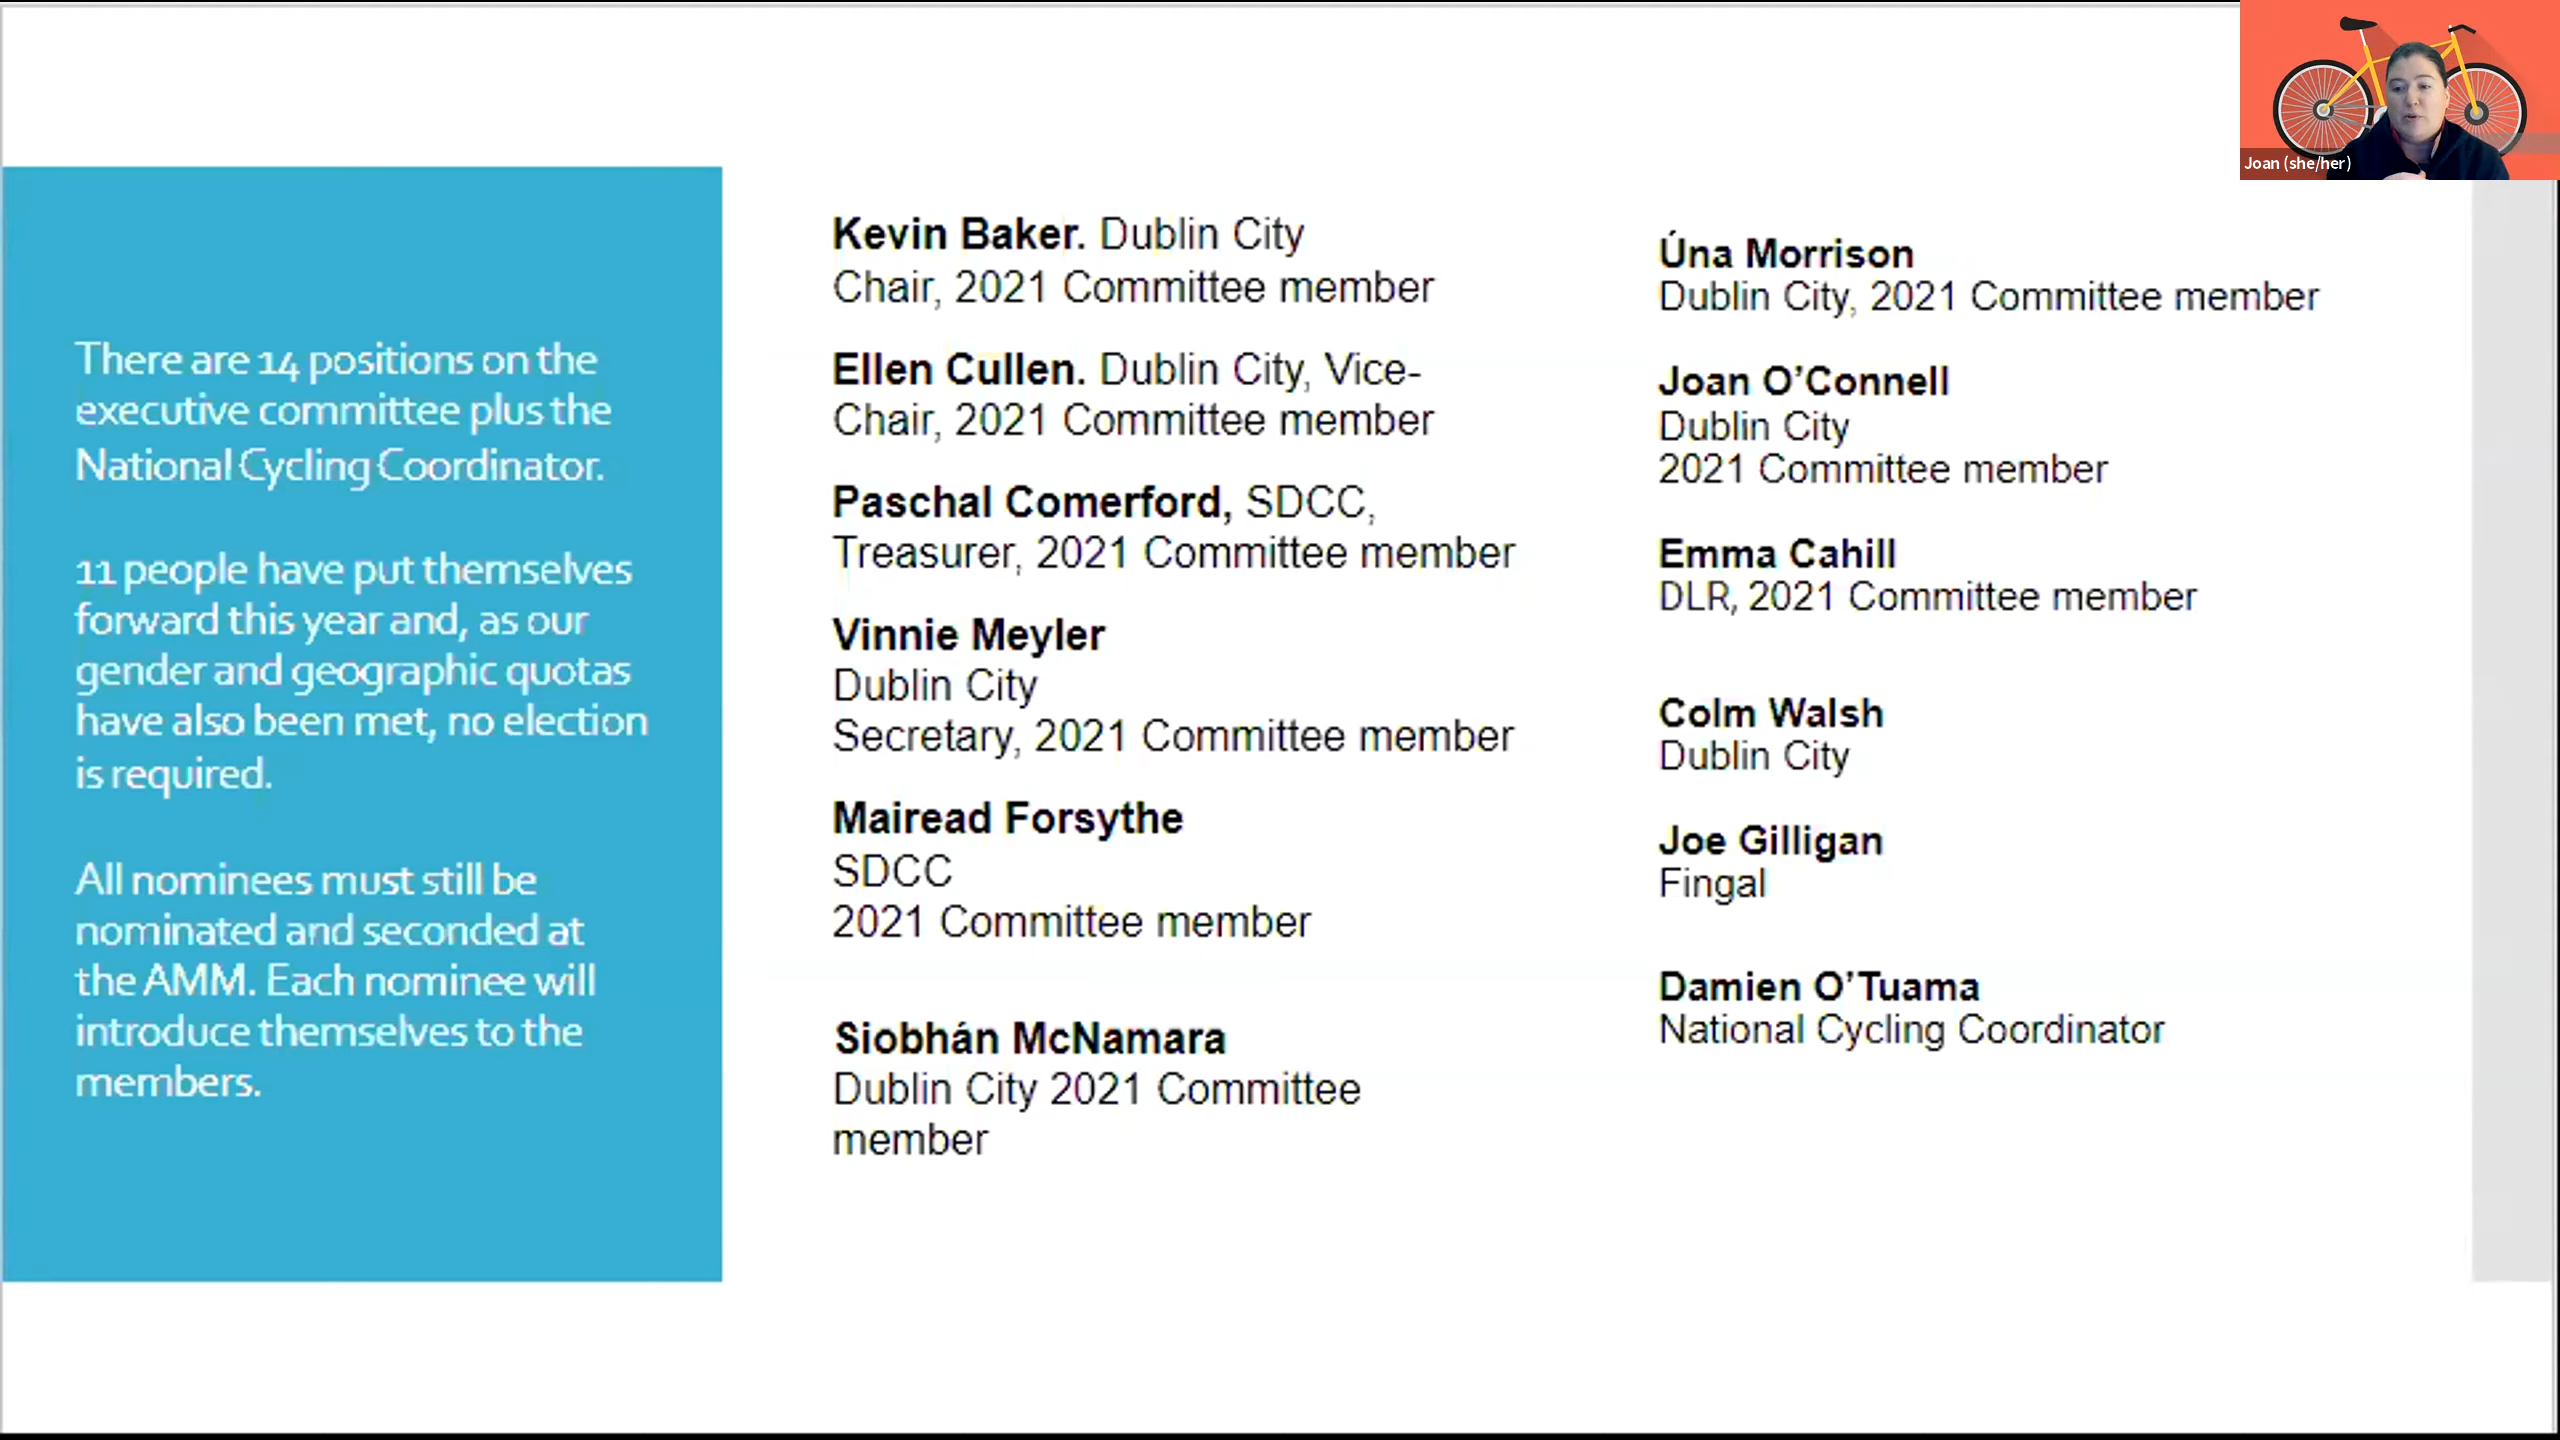 There are 14 positions on the
executive committee plus the
National Cycling Coordinator.
11 people have put themselves
forward this year and, as our
gender and geographic quotas
have also been met, no election
is required.
All nominees must still be
nominated and seconded at
the AMM. Each nominee will
introduce themselves to the
members.
Kevin Baker. Dublin City
Chair, 2021 Committee member
Ellen Cullen. Dublin City, Vice-
Chair, 2021 Committee member
Paschal Comerford, SDCC,
Treasurer, 2021 Committee member
Vinnie Meyler
Dublin City
Secretary, 2021 Committee member
Mairead Forsythe
SDCC
2021 Committee member
Siobhán McNamara
Dublin City 2021 Committee
member
Úna Morrison
Dublin City, 2021 Committee member
Joan O’Connell
Dublin City
2021 Committee member
Emma Cahill
DLR, 2021 Committee member
Colm Walsh
Dublin City
Joe Gilligan
Fingal
Damien O’Tuama
National Cycling Coordinator
Joan (she/her)